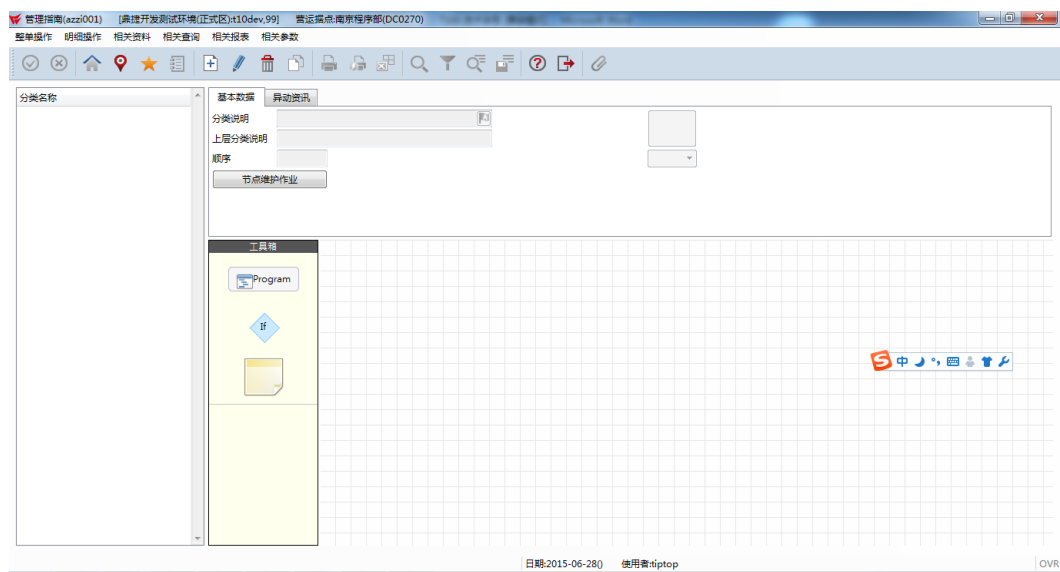 管理指南(azzi001) [鼎捷开发测试环境(正式区):t10dev,99] 营运据点:南京程序部(DC0270)
整单操作 明细操作 相关资料 相关查询 相关报表 相关参数
分类名称
基本数据 异动资讯
分类说明
上层分类说明
顺序
节点维护作业
工具箱
Program
If
中
日期:2015-06-28() 使用者:tiptop OVR